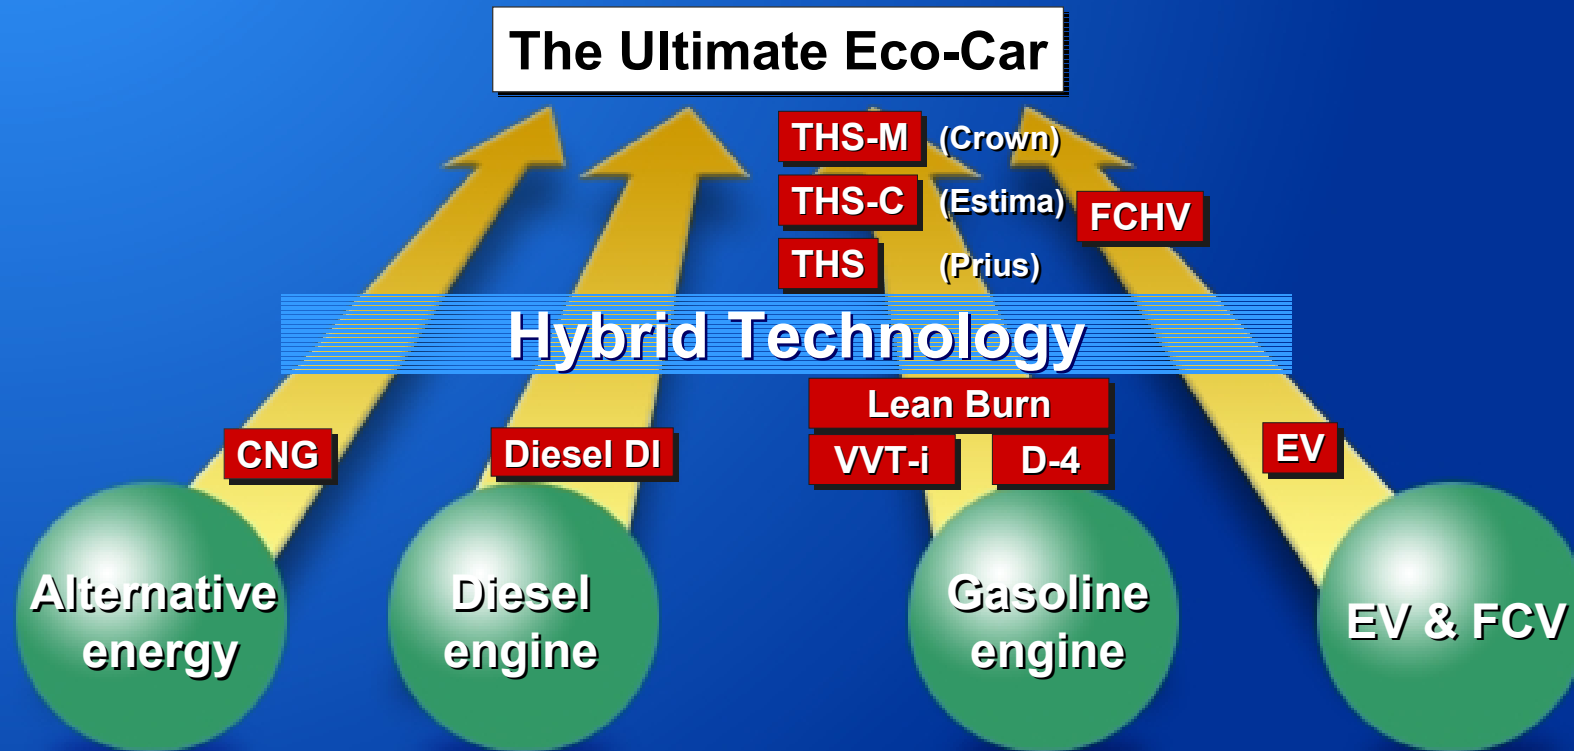 The Ultimate Eco-Car
THS-M (Crown)
THS-C (Estima)
FCHV
THS (Prius)
Hybrid Technology
Lean Burn
CNG
Diesel DI
VVT-i
D-4
EV
Alternative
energy
Diesel
engine
Gasoline
engine
EV & FCV